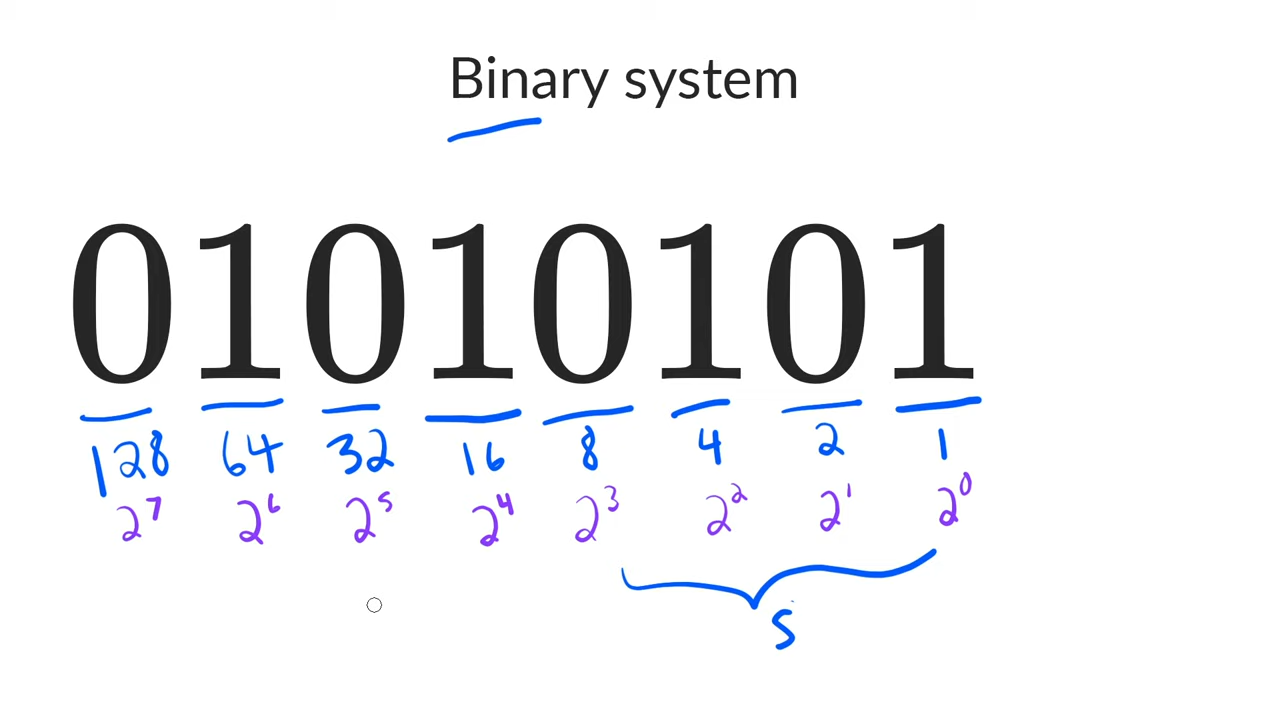 Binary system
01010101
128 64 32 16 8 4 2 1
2⁷ 2⁶ 2⁵ 2⁴ 2³ 2² 2¹ 2⁰
5